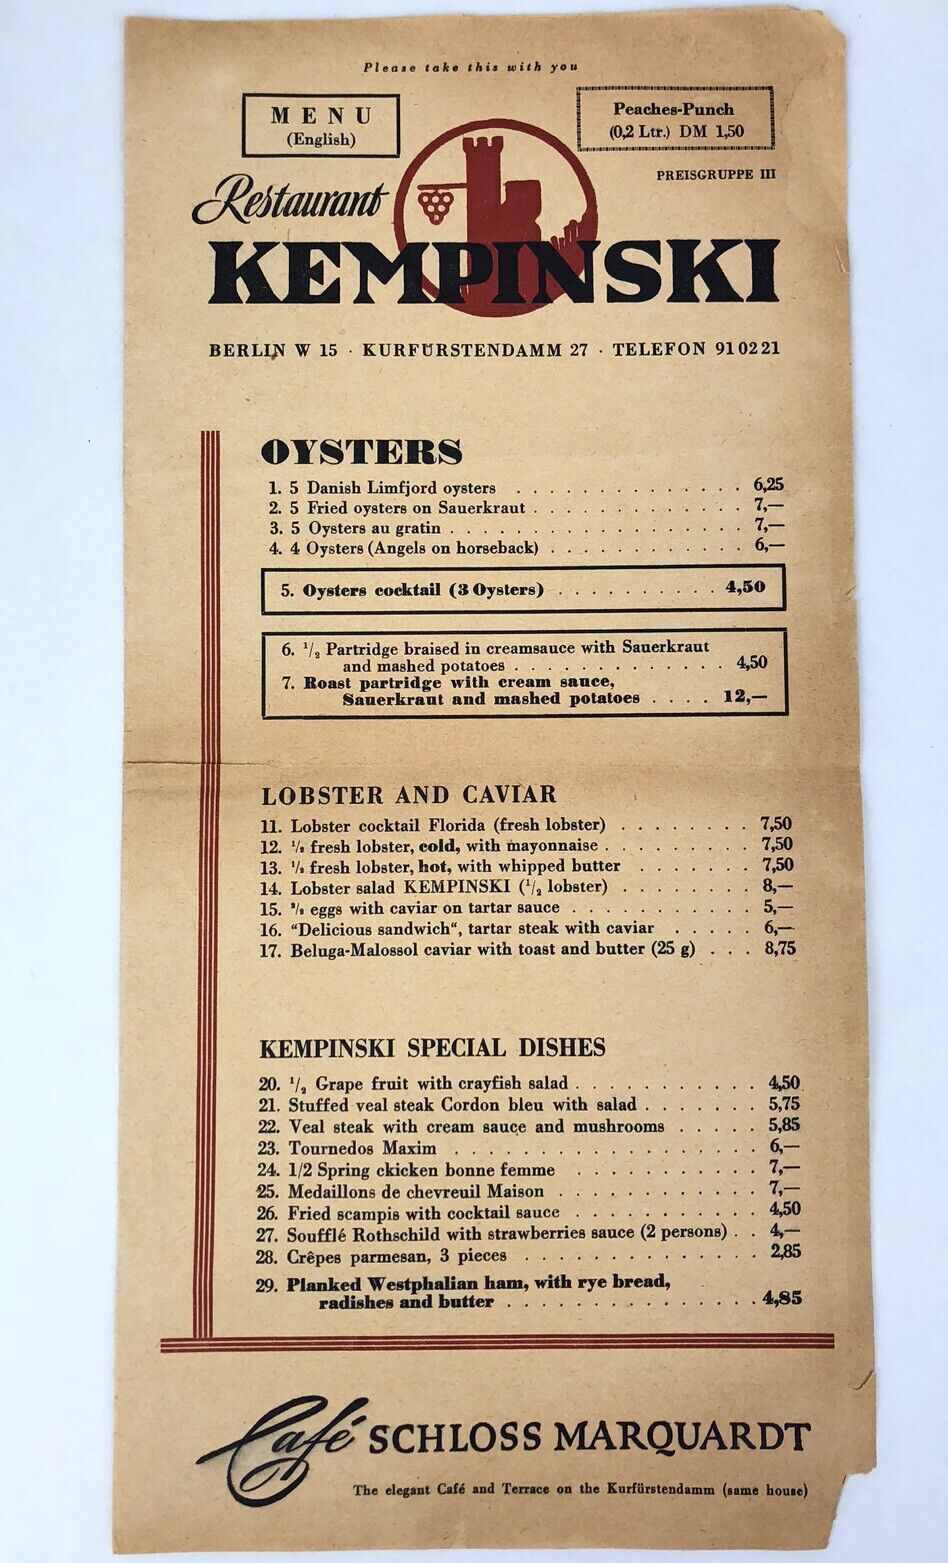 Please take this with you
MENU
(English)
Peaches-Punch
(0,2 Ltr.) DM 1,50
PREISGRUPPE III
Restaurant
KEMPINSKI
BERLIN W 15 · KURFÜRSTENDAMM 27 · TELEFON 910221
OYSTERS
1. 5 Danish Limfjord oysters . . . . . . . . . . . . . . 6,25
2. 5 Fried oysters on Sauerkraut . . . . . . . . . . . . . 7,—
3. 5 Oysters au gratin . . . . . . . . . . . . . . . . . . 7,—
4. 4 Oysters (Angels on horseback) . . . . . . . . . . . . 6,—
5. Oysters cocktail (3 Oysters) . . . . . . . . . . 4,50
6. 1/2 Partridge braised in creamsauce with Sauerkraut
and mashed potatoes . . . . . . . . . . . . . 4,50
7. Roast partridge with cream sauce,
Sauerkraut and mashed potatoes . . . . 12,—
LOBSTER AND CAVIAR
11. Lobster cocktail Florida (fresh lobster) . . . . . . . . 7,50
12. 1/2 fresh lobster, cold, with mayonnaise . . . . . . . . . 7,50
13. 1/2 fresh lobster, hot, with whipped butter . . . . . . . 7,50
14. Lobster salad KEMPINSKI (1/2 lobster) . . . . . . . . 8,—
15. 2/2 eggs with caviar on tartar sauce . . . . . . . . . . . 5,—
16. "Delicious sandwich", tartar steak with caviar . . . . . 6,—
17. Beluga-Malossol caviar with toast and butter (25 g) . . . 8,75
KEMPINSKI SPECIAL DISHES
20. 1/2 Grape fruit with crayfish salad . . . . . . . . . . . 4,50
21. Stuffed veal steak Cordon bleu with salad . . . . . . . 5,75
22. Veal steak with cream sauce and mushrooms . . . . . 5,85
23. Tournedos Maxim . . . . . . . . . . . . . . . . . . 6,—
24. 1/2 Spring ckicken bonne femme . . . . . . . . . . . 7,—
25. Medaillons de chevreuil Maison . . . . . . . . . . . . 7,—
26. Fried scampis with cocktail sauce . . . . . . . . . . . 4,50
27. Soufflé Rothschild with strawberries sauce (2 persons) . . 4,—
28. Crêpes parmesan, 3 pieces . . . . . . . . . . . . . . 2,85
29. Planked Westphalian ham, with rye bread,
radishes and butter . . . . . . . . . . . . . . . 4,85
Café SCHLOSS MARQUARDT
The elegant Café and Terrace on the Kurfürstendamm (same house)